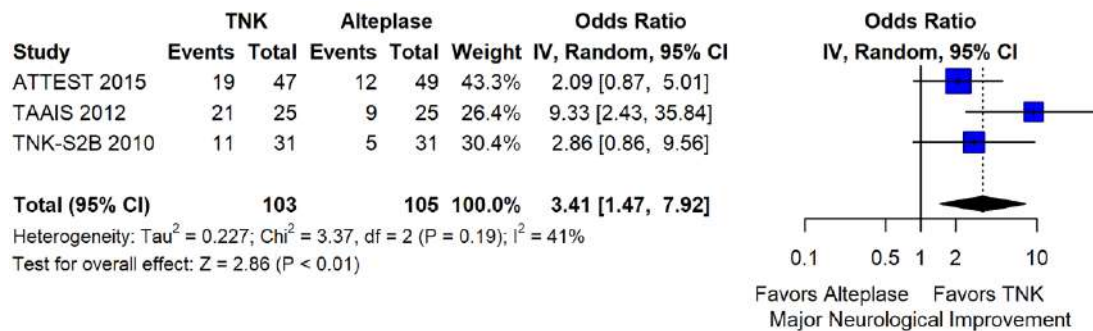 TNK Alteplase Odds Ratio Odds Ratio
Study Events Total Events Total Weight IV, Random, 95% CI IV, Random, 95% CI
ATTEST 2015 19 47 12 49 43.3% 2.09 [0.87, 5.01]
TAAIS 2012 21 25 9 25 26.4% 9.33 [2.43, 35.84]
TNK-S2B 2010 11 31 5 31 30.4% 2.86 [0.86, 9.56]
Total (95% CI) 103 105 100.0% 3.41 [1.47, 7.92]
Heterogeneity: Tau² = 0.227; Chi² = 3.37, df = 2 (P = 0.19); I² = 41%
Test for overall effect: Z = 2.86 (P < 0.01)
0.1 0.5 1 2 10
Favors Alteplase Favors TNK
Major Neurological Improvement